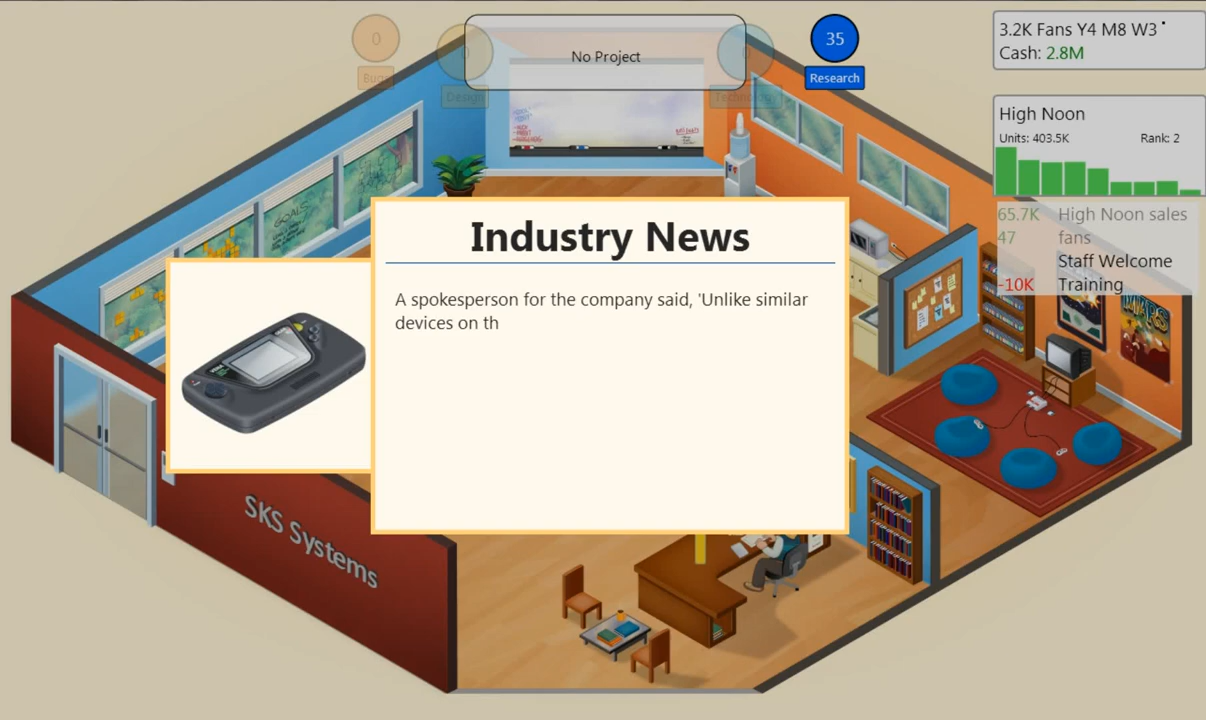 0
Bugs
Design
No Project
Technology
35
Research
3.2K Fans Y4 M8 W3
Cash: 2.8M
High Noon
Units: 403.5K Rank: 2
65.7K High Noon sales
47 fans
Staff Welcome
-10K Training
GOALS
Industry News
A spokesperson for the company said, 'Unlike similar
devices on th
SKS Systems